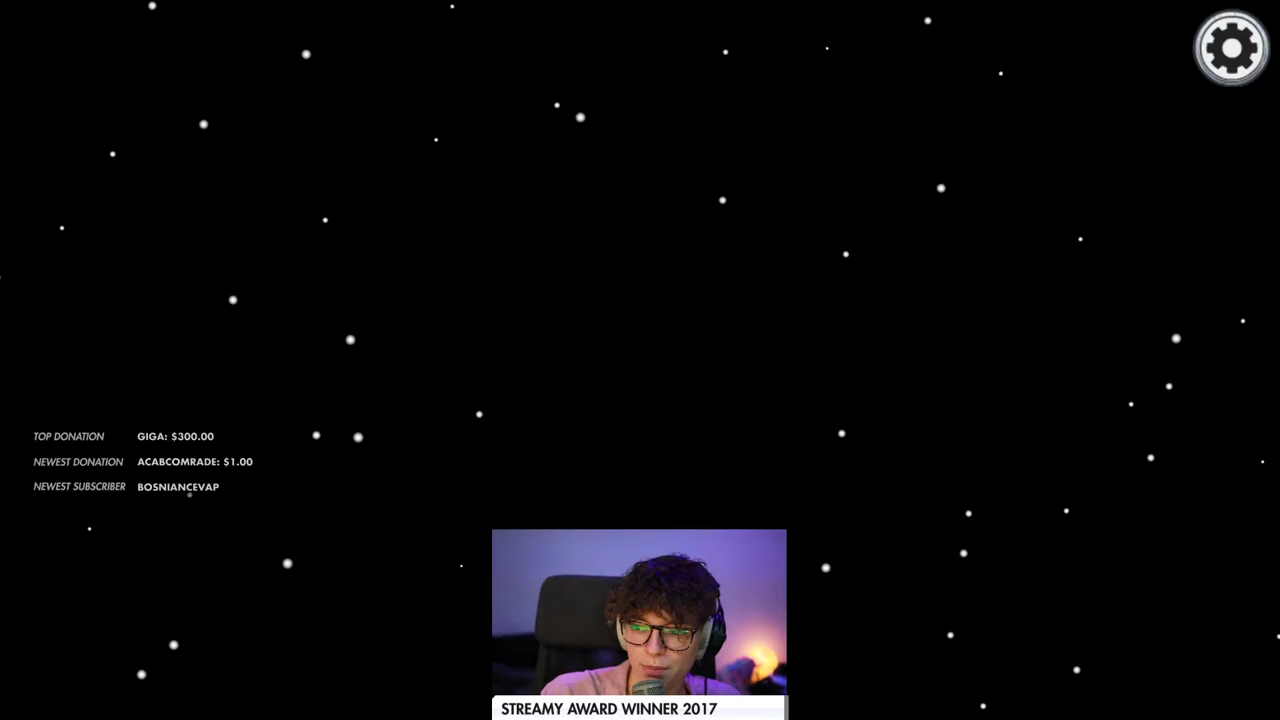 TOP DONATION GIGA: $300.00
NEWEST DONATION ACABCOMRADE: $1.00
NEWEST SUBSCRIBER BOSNIANCEVAP
STREAMY AWARD WINNER 2017